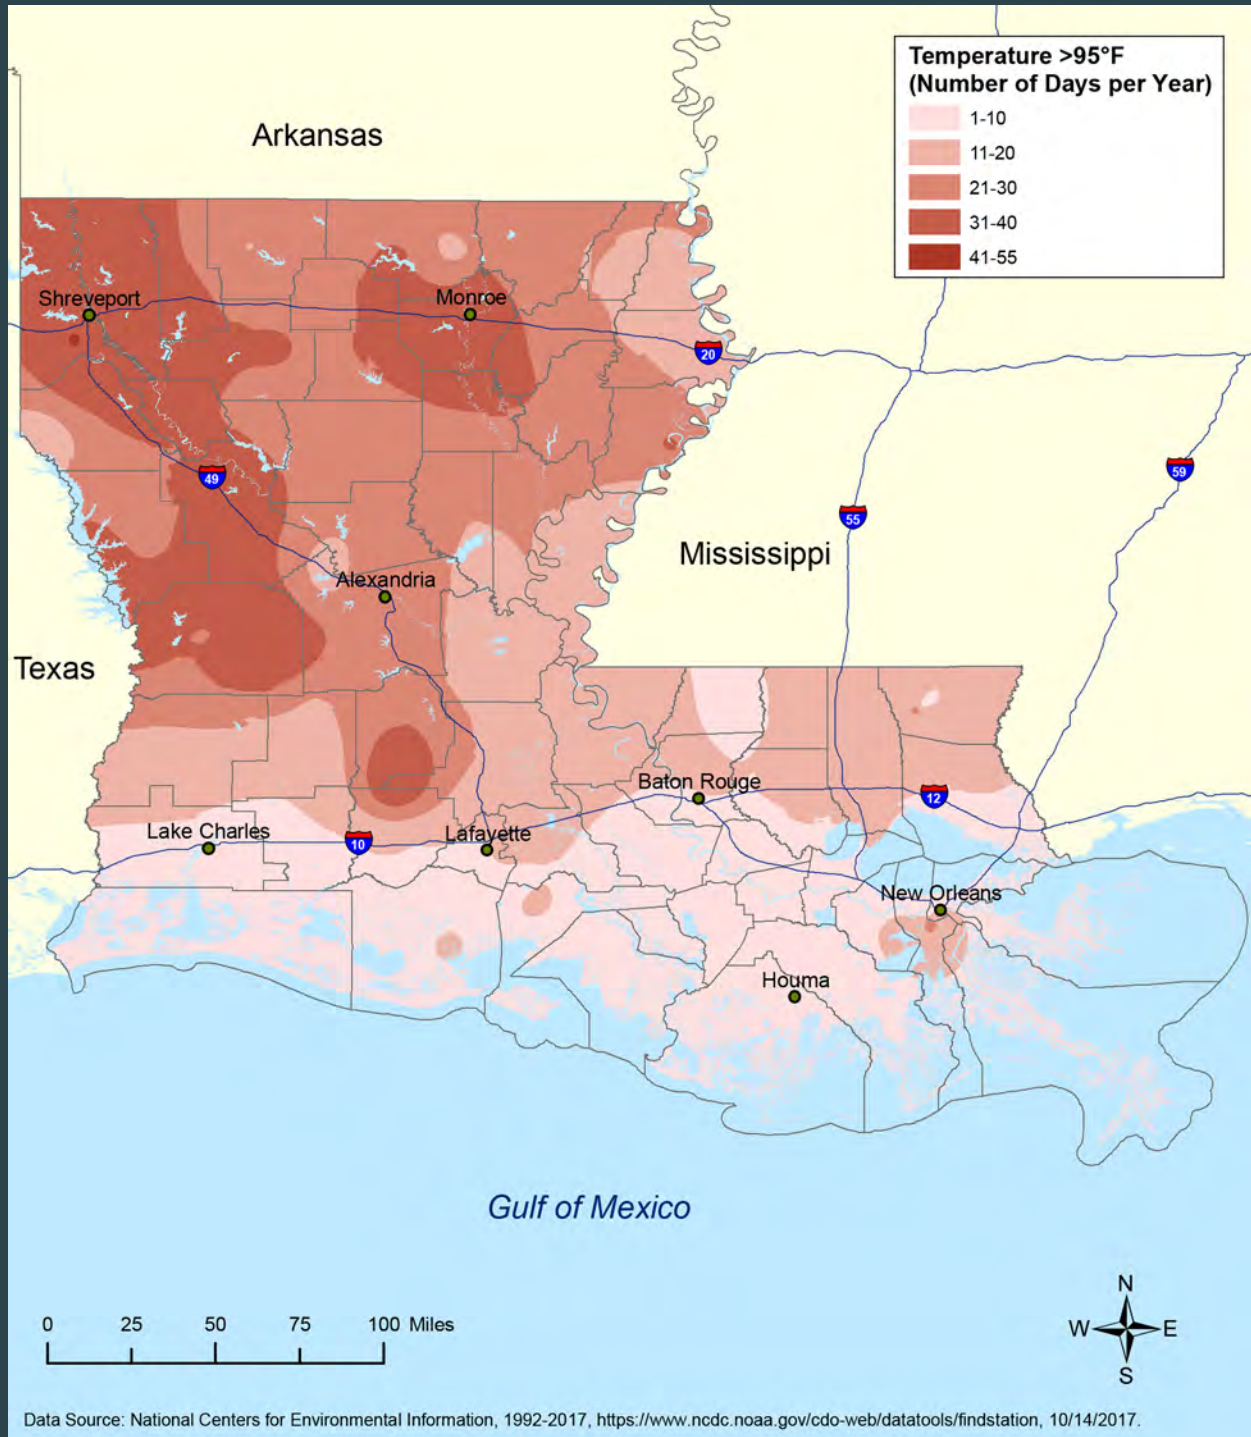 Temperature >95°F
(Number of Days per Year)
1-10
11-20
21-30
31-40
41-55
Arkansas
Shreveport
Monroe
20
49
59
55
Mississippi
Alexandria
Texas
Baton Rouge
12
Lake Charles
10
Lafayette
New Orleans
Houma
Gulf of Mexico
N
W E
S
0 25 50 75 100 Miles
Data Source: National Centers for Environmental Information, 1992-2017, https://www.ncdc.noaa.gov/cdo-web/datatools/findstation, 10/14/2017.